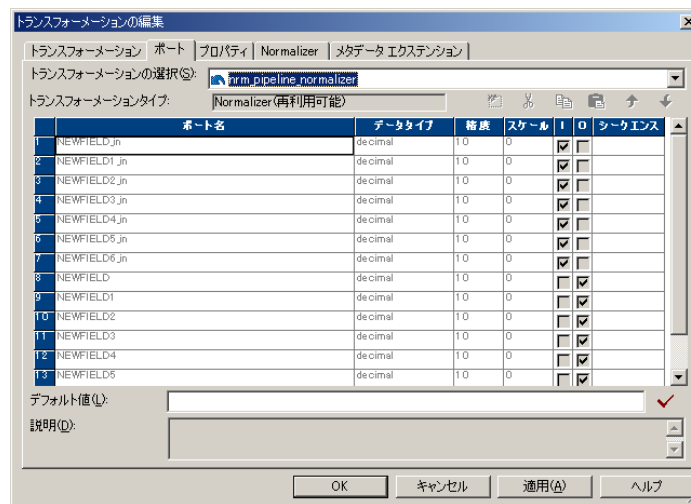 トランスフォーメーションの編集
トランスフォーメーション ポート プロパティ Normalizer メタデータ エクステンション
トランスフォーメーションの選択(S): nrm_pipeline_normalizer
トランスフォーメーションタイプ: Normalizer(再利用可能)
ポート名 データタイプ 精度 スケール I O シークエンス
1 NEWFIELD_in decimal 10 0
2 NEWFIELD1_in decimal 10 0
3 NEWFIELD2_in decimal 10 0
4 NEWFIELD3_in decimal 10 0
5 NEWFIELD4_in decimal 10 0
6 NEWFIELD5_in decimal 10 0
7 NEWFIELD6_in decimal 10 0
8 NEWFIELD decimal 10 0
9 NEWFIELD1 decimal 10 0
10 NEWFIELD2 decimal 10 0
11 NEWFIELD3 decimal 10 0
12 NEWFIELD4 decimal 10 0
13 NEWFIELD5 decimal 10 0
デフォルト値(L):
説明(D):
OK キャンセル 適用(A) ヘルプ